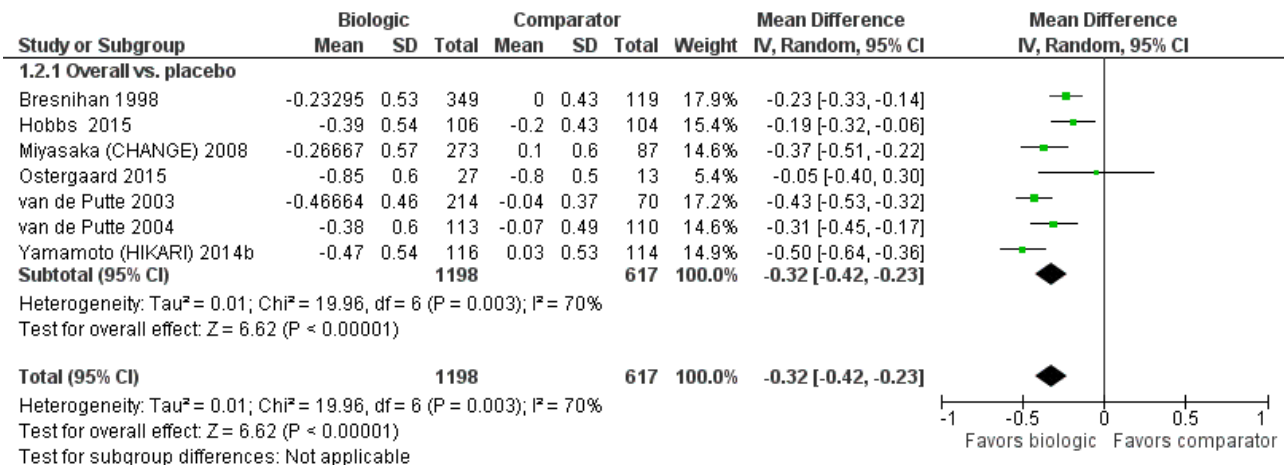 Biologic Comparator Mean Difference Mean Difference
Study or Subgroup Mean SD Total Mean SD Total Weight IV, Random, 95% CI IV, Random, 95% CI
1.2.1 Overall vs. placebo
Bresnihan 1998 -0.23295 0.53 349 0 0.43 119 17.9% -0.23 [-0.33, -0.14]
Hobbs 2015 -0.39 0.54 106 -0.2 0.43 104 15.4% -0.19 [-0.32, -0.06]
Miyasaka (CHANGE) 2008 -0.26667 0.57 273 0.1 0.6 87 14.6% -0.37 [-0.51, -0.22]
Ostergaard 2015 -0.85 0.6 27 -0.8 0.5 13 5.4% -0.05 [-0.40, 0.30]
van de Putte 2003 -0.46664 0.46 214 -0.04 0.37 70 17.2% -0.43 [-0.53, -0.32]
van de Putte 2004 -0.38 0.6 113 -0.07 0.49 110 14.6% -0.31 [-0.45, -0.17]
Yamamoto (HIKARI) 2014b -0.47 0.54 116 0.03 0.53 114 14.9% -0.50 [-0.64, -0.36]
Subtotal (95% CI) 1198 617 100.0% -0.32 [-0.42, -0.23]
Heterogeneity: Tau² = 0.01; Chi² = 19.96, df = 6 (P = 0.003); I² = 70%
Test for overall effect: Z = 6.62 (P < 0.00001)
Total (95% CI) 1198 617 100.0% -0.32 [-0.42, -0.23]
Heterogeneity: Tau² = 0.01; Chi² = 19.96, df = 6 (P = 0.003); I² = 70%
Test for overall effect: Z = 6.62 (P < 0.00001)
Test for subgroup differences: Not applicable
-1 -0.5 0 0.5 1
Favors biologic Favors comparator